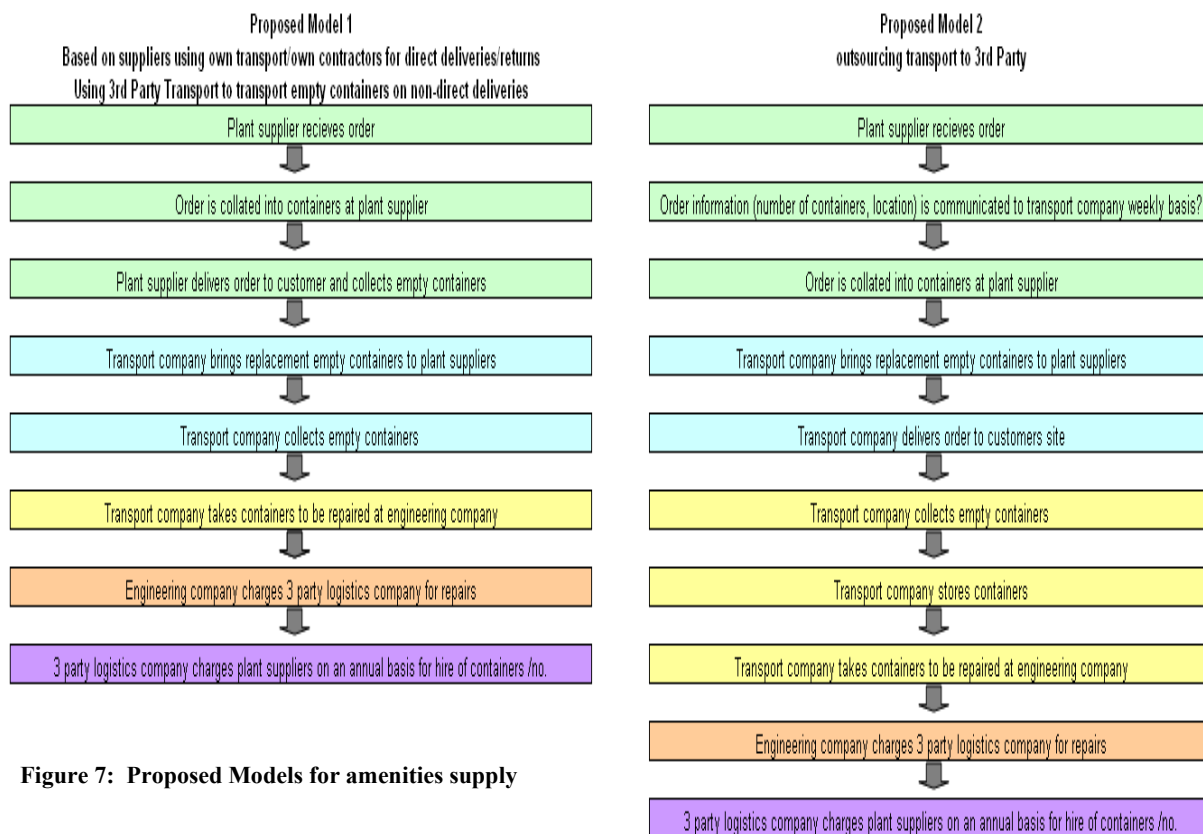 Proposed Model 1
Based on suppliers using own transport/own contractors for direct deliveries/returns
Using 3rd Party Transport to transport empty containers on non-direct deliveries
Plant supplier recieves order
Order is collated into containers at plant supplier
Plant supplier delivers order to customer and collects empty containers
Transport company brings replacement empty containers to plant suppliers
Transport company collects empty containers
Transport company takes containers to be repaired at engineering company
Engineering company charges 3 party logistics company for repairs
3 party logistics company charges plant suppliers on an annual basis for hire of containers /no.
Figure 7: Proposed Models for amenities supply
Proposed Model 2
outsourcing transport to 3rd Party
Plant supplier recieves order
Order information (number of containers, location) is communicated to transport company weekly basis?
Order is collated into containers at plant supplier
Transport company brings replacement empty containers to plant suppliers
Transport company delivers order to customers site
Transport company collects empty containers
Transport company stores containers
Transport company takes containers to be repaired at engineering company
Engineering company charges 3 party logistics company for repairs
3 party logistics company charges plant suppliers on an annual basis for hire of containers /no.